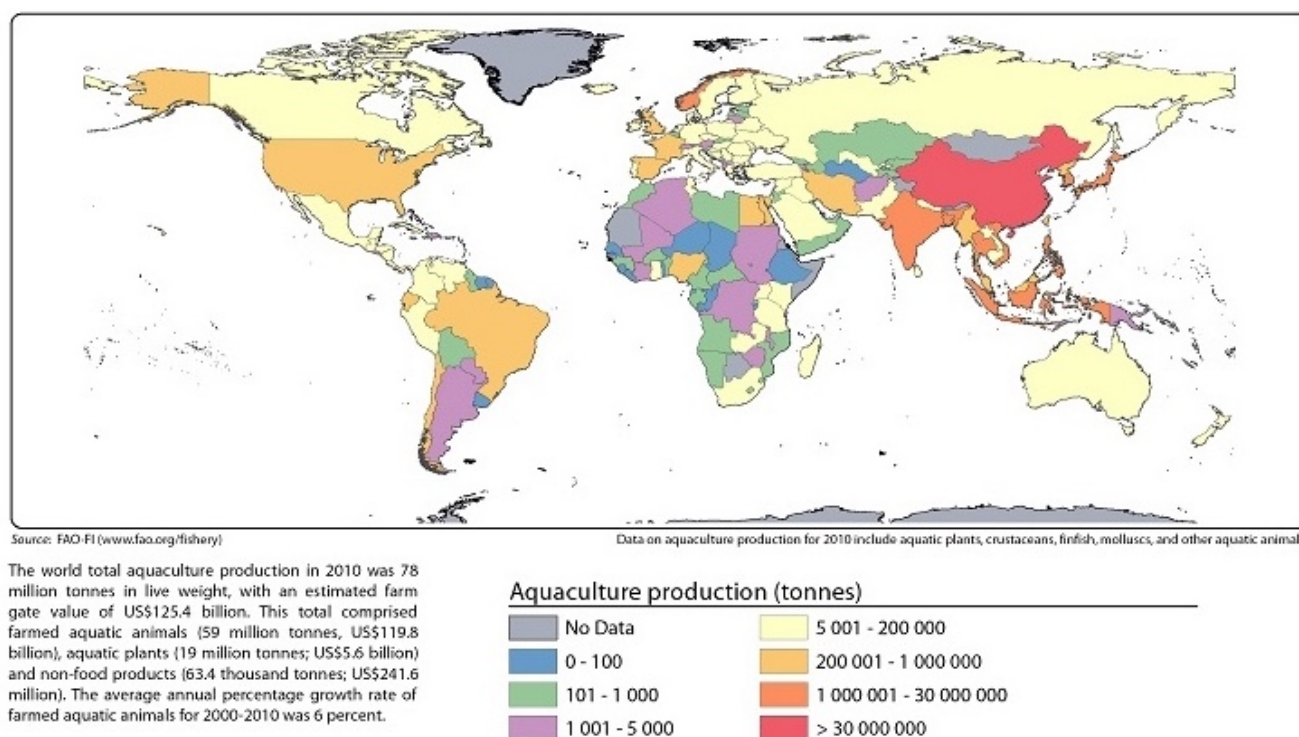 Source: FAO-FI (www.fao.org/fishery)
Data on aquaculture production for 2010 include aquatic plants, crustaceans, finfish, molluscs, and other aquatic animal
The world total aquaculture production in 2010 was 78
million tonnes in live weight, with an estimated farm
gate value of US$125.4 billion. This total comprised
farmed aquatic animals (59 million tonnes, US$119.8
billion), aquatic plants (19 million tonnes; US$5.6 billion)
and non-food products (63.4 thousand tonnes; US$241.6
million). The average annual percentage growth rate of
farmed aquatic animals for 2000-2010 was 6 percent.
Aquaculture production (tonnes)
No Data
0 - 100
101 - 1 000
1 001 - 5 000
5 001 - 200 000
200 001 - 1 000 000
1 000 001 - 30 000 000
> 30 000 000